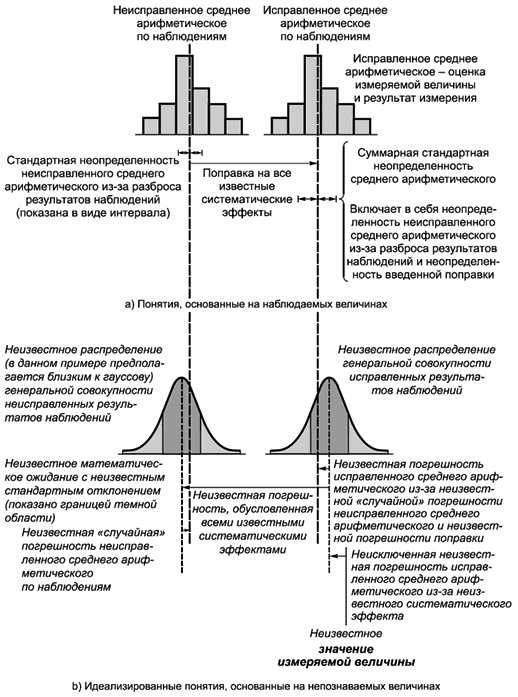 Неисправленное среднее
арифметическое
по наблюдениям
Исправленное среднее
арифметическое
по наблюдениям
Исправленное среднее
арифметическое – оценка
измеряемой величины
и результат измерения
Стандартная неопределенность
неисправленного среднего
арифметического из-за разброса
результатов наблюдений
(показана в виде интервала)
Поправка на все
известные
систематические
эффекты
Суммарная стандартная
неопределенность
среднего арифметического
Включает в себя неопреде-
ленность неисправленного
среднего арифметического
из-за разброса результатов
наблюдений и неопределен-
ность введенной поправки
a) Понятия, основанные на наблюдаемых величинах
Неизвестное распределение
(в данном примере предпола-
гается близким к гауссову)
генеральной совокупности
неисправленных резуль-
татов наблюдений
Неизвестное распределение
генеральной совокупности
исправленных результа-
тов наблюдений
Неизвестное математичес-
кое ожидание с неизвестным
стандартным отклонением
(показано границей темной
области)
Неизвестная «случайная»
погрешность неисправ-
ленного среднего ариф-
метического
по наблюдениям
Неизвестная погреш-
ность, обусловленная
всеми известными
систематическими
эффектами
Неизвестная погрешность
исправленного среднего ариф-
метического из-за неизвест-
ной «случайной» погрешности
неисправленного среднего
арифметического и неизвест-
ной погрешности поправки
Неисключенная неизвест-
ная погрешность исправ-
ленного среднего ариф-
метического из-за неиз-
вестного систематического
эффекта
Неизвестное
значение
измеряемой величины
b) Идеализированные понятия, основанные на непознаваемых величинах